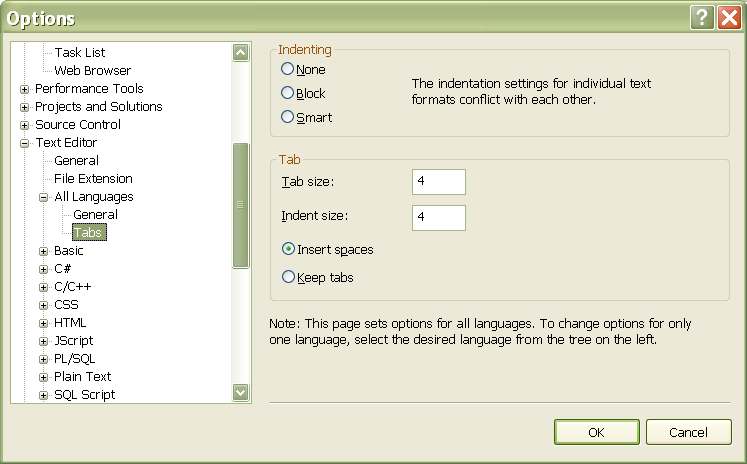 Options
Task List
Web Browser
Performance Tools
Projects and Solutions
Source Control
Text Editor
General
File Extension
All Languages
General
Tabs
Basic
C#
C/C++
CSS
HTML
JScript
PL/SQL
Plain Text
SQL Script
Indenting
None
Block
Smart
The indentation settings for individual text
formats conflict with each other.
Tab
Tab size:
4
Indent size:
4
Insert spaces
Keep tabs
Note: This page sets options for all languages. To change options for only
one language, select the desired language from the tree on the left.
OK
Cancel